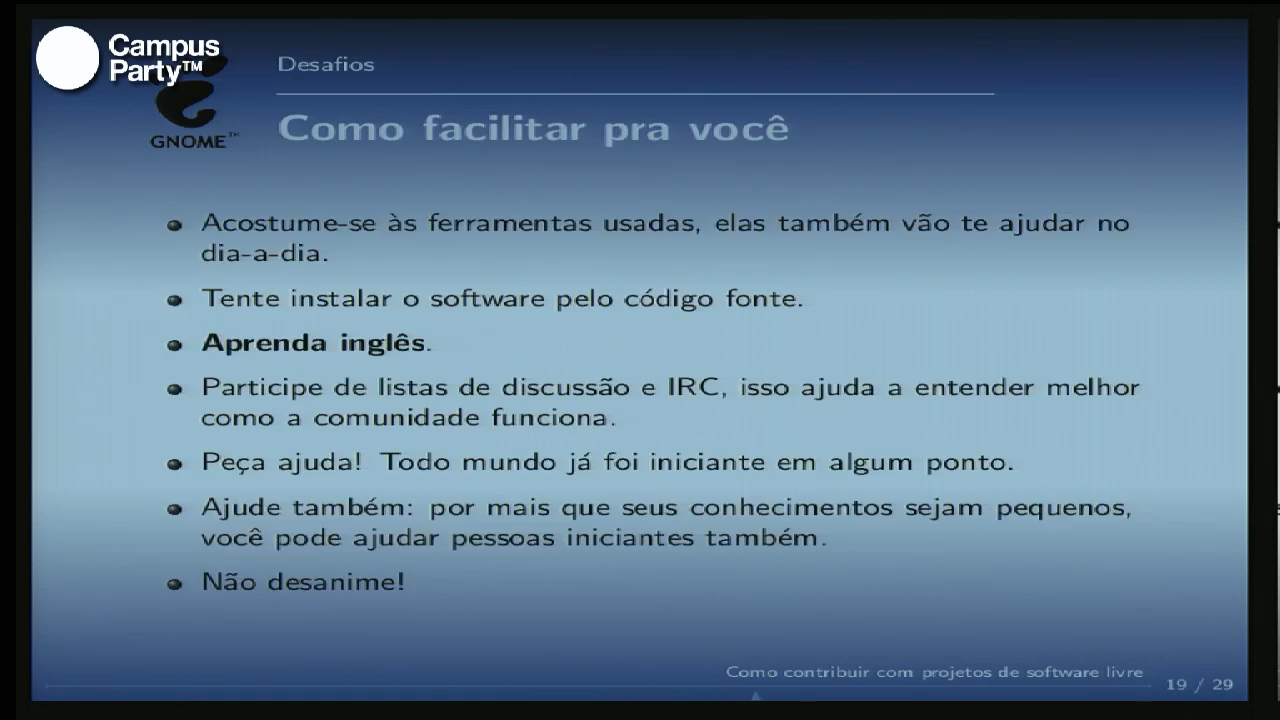 Campus
Party™
GNOME™
Desafios
Como facilitar pra você
Acostume-se às ferramentas usadas, elas também vão te ajudar no
dia-a-dia.
Tente instalar o software pelo código fonte.
Aprenda inglês.
Participe de listas de discussão e IRC, isso ajuda a entender melhor
como a comunidade funciona.
Peça ajuda! Todo mundo já foi iniciante em algum ponto.
Ajude também: por mais que seus conhecimentos sejam pequenos,
você pode ajudar pessoas iniciantes também.
Não desanime!
Como contribuir com projetos de software livre
19 / 29